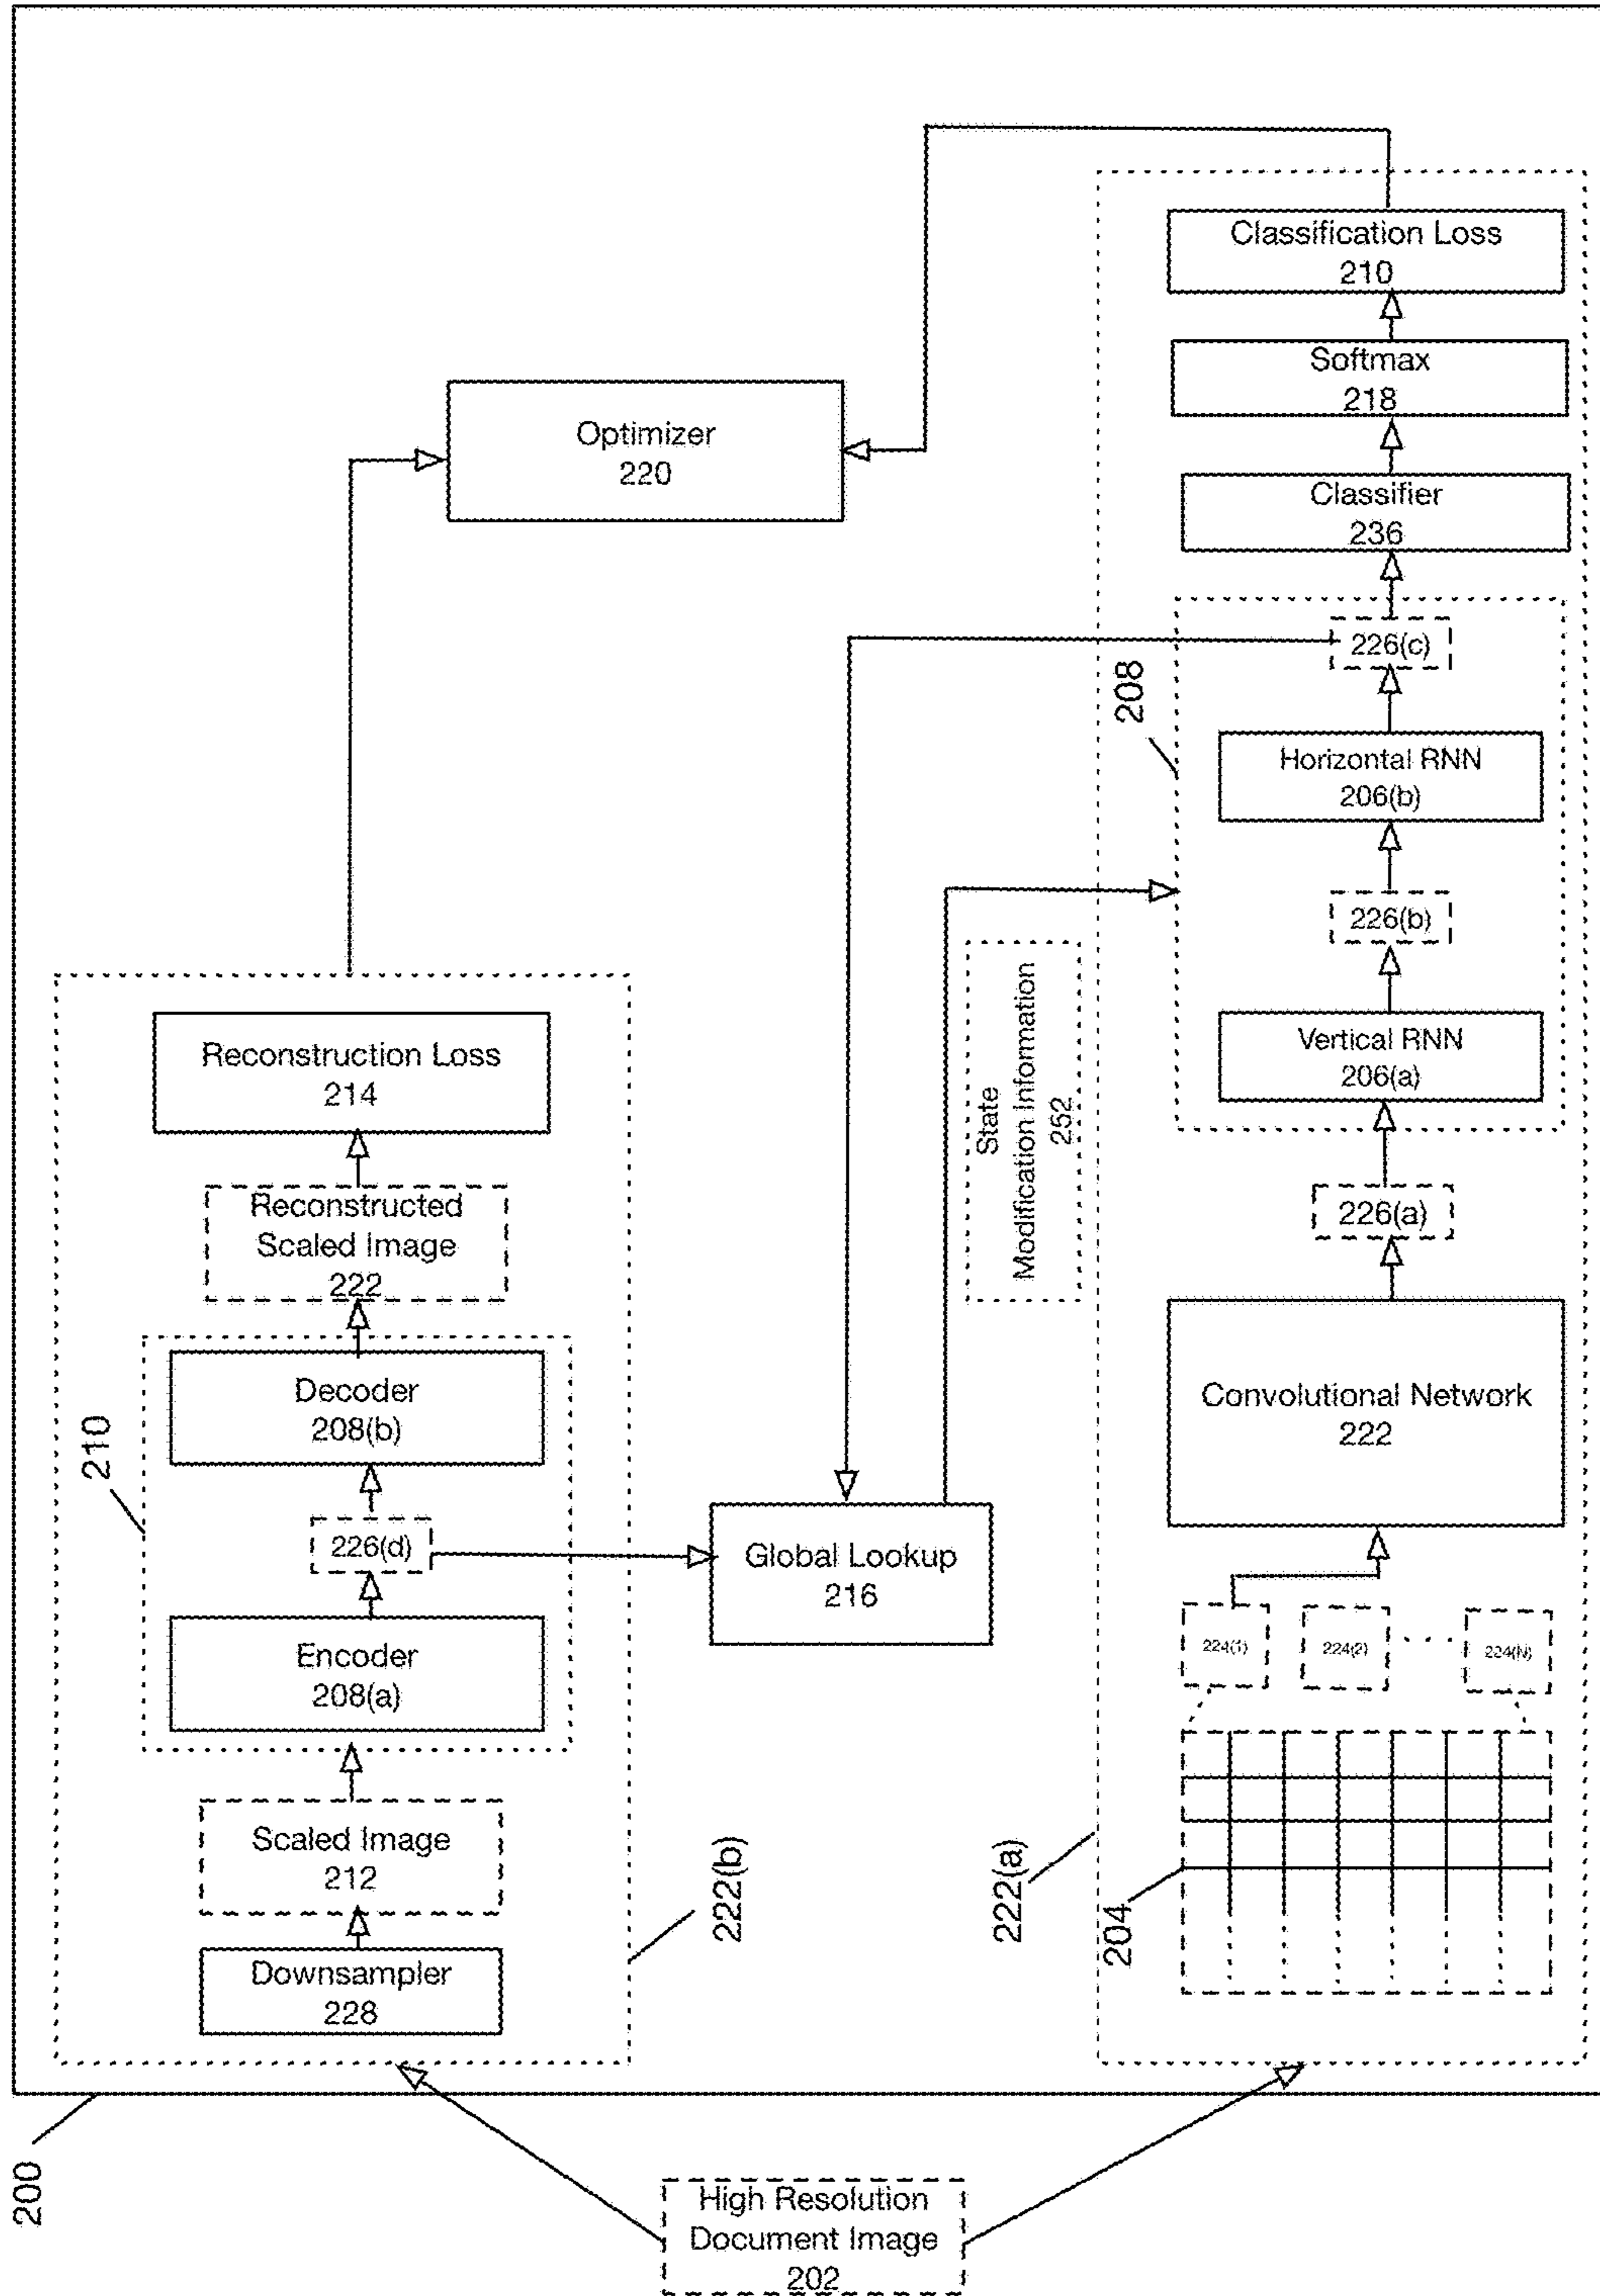 Classification Loss
210
Softmax
218
Optimizer
220
Classifier
236
226(c)
208
Horizontal RNN
206(b)
226(b)
State
Modification Information
252
Reconstruction Loss
214
Vertical RNN
206(a)
Reconstructed
Scaled Image
222
226(a)
Decoder
208(b)
210
Convolutional Network
222
226(d)
Global Lookup
216
Encoder
208(a)
224(1)
224(2)
224(N)
Scaled Image
212
222(b)
222(a)
204
Downsampler
228
200
High Resolution
Document Image
202